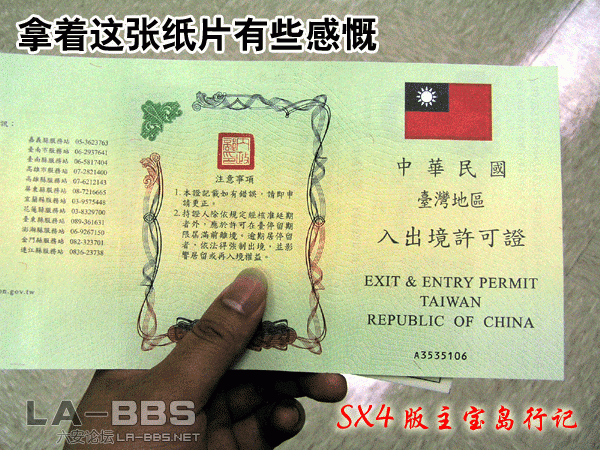 拿着这张纸片有些感慨
訊：
嘉義縣服務站 05-3623763
臺南市服務站 06-2937641
臺南縣服務站 06-5817404
高雄市服務站 07-2821400
高雄縣服務站 07-6212143
屏東縣服務站 08-7216665
宜蘭縣服務站 03-9575448
花蓮縣服務站 03-8329700
臺東縣服務站 089-361631
澎湖縣服務站 06-9267150
金門縣服務站 082-323701
連江縣服務站 0836-23738
on.gov.tw
注意事項
1.本證記載如有錯誤，請即申
請更正。
2.持證人除依規定經核准延期
者外，應於許可在臺停留期
限屆滿前離境。逾期居停留
者，依法得強制出境，並影
響居留或再入境權益。
中華民國
臺灣地區
入出境許可證
EXIT & ENTRY PERMIT
TAIWAN
REPUBLIC OF CHINA
A3535106
LA-BBS
六安论坛 LA-BBS.NET
SX4版主宝岛行记